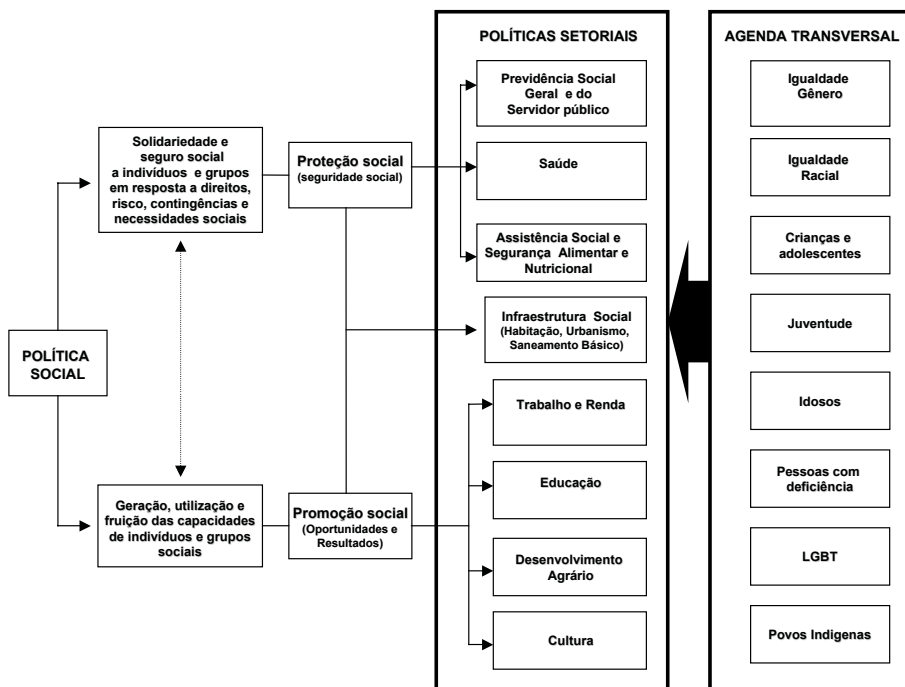 POLÍTICA
SOCIAL
Solidariedade e
seguro social
a indivíduos e grupos
em resposta a direitos,
risco, contingências e
necessidades sociais
Geração, utilização e
fruição das capacidades
de indivíduos e grupos
sociais
Proteção social
(seguridade social)
Promoção social
(Oportunidades e
Resultados)
POLÍTICAS SETORIAIS
Previdência Social
Geral e do
Servidor público
Saúde
Assistência Social e
Segurança Alimentar e
Nutricional
Infraestrutura Social
(Habitação, Urbanismo,
Saneamento Básico)
Trabalho e Renda
Educação
Desenvolvimento
Agrário
Cultura
AGENDA TRANSVERSAL
Igualdade
Gênero
Igualdade
Racial
Crianças e
adolescentes
Juventude
Idosos
Pessoas com
deficiência
LGBT
Povos Indigenas